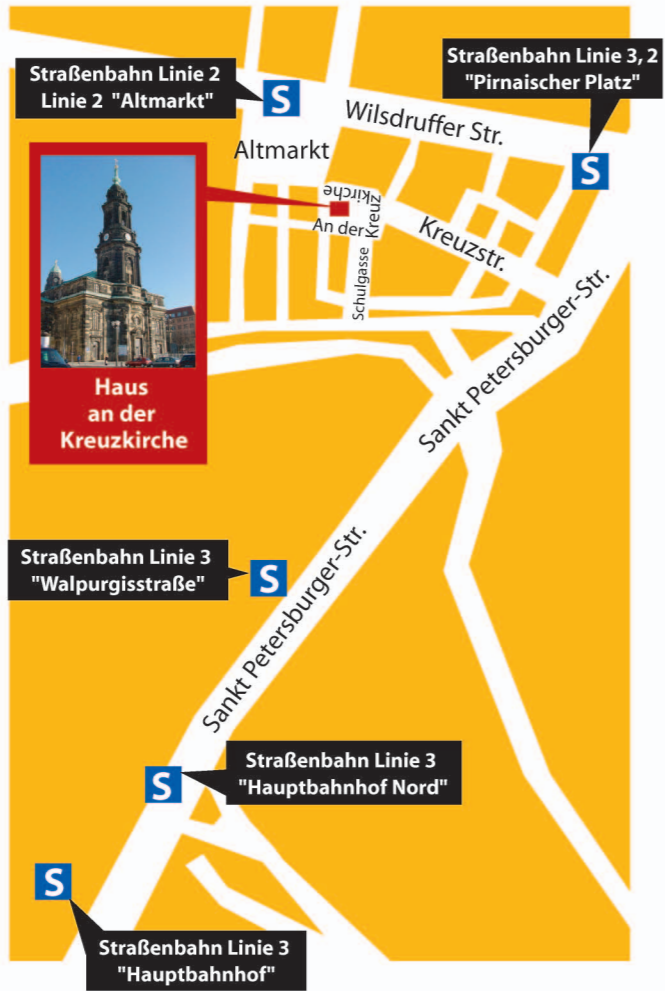 Straßenbahn Linie 2
Linie 2 "Altmarkt"
S
Straßenbahn Linie 3, 2
"Pirnaischer Platz"
S
Wilsdruffer Str.
Altmarkt
An der
Kreuz
kirche
Schulgasse
Kreuzstr.
Haus
an der
Kreuzkirche
Sankt Petersburger-Str.
Straßenbahn Linie 3
"Walpurgisstraße"
S
Sankt Petersburger-Str.
S
Straßenbahn Linie 3
"Hauptbahnhof Nord"
S
Straßenbahn Linie 3
"Hauptbahnhof"